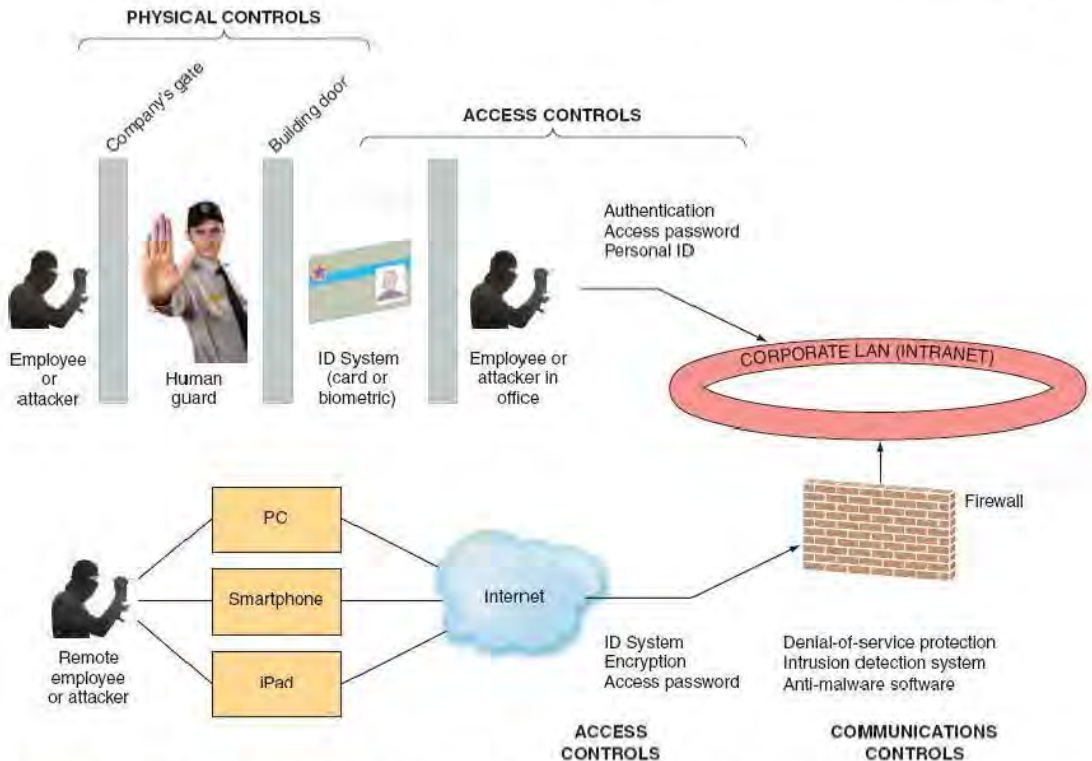 PHYSICAL CONTROLS
Company's gate
Building door
ACCESS CONTROLS
Authentication
Access password
Personal ID
Employee
or
attacker
Human
guard
ID System
(card or
biometric)
Employee or
attacker in
office
CORPORATE LAN (INTRANET)
Firewall
PC
Smartphone
iPad
Internet
Remote
employee
or attacker
ID System
Encryption
Access password
Denial-of-service protection
Intrusion detection system
Anti-malware software
ACCESS
CONTROLS
COMMUNICATIONS
CONTROLS